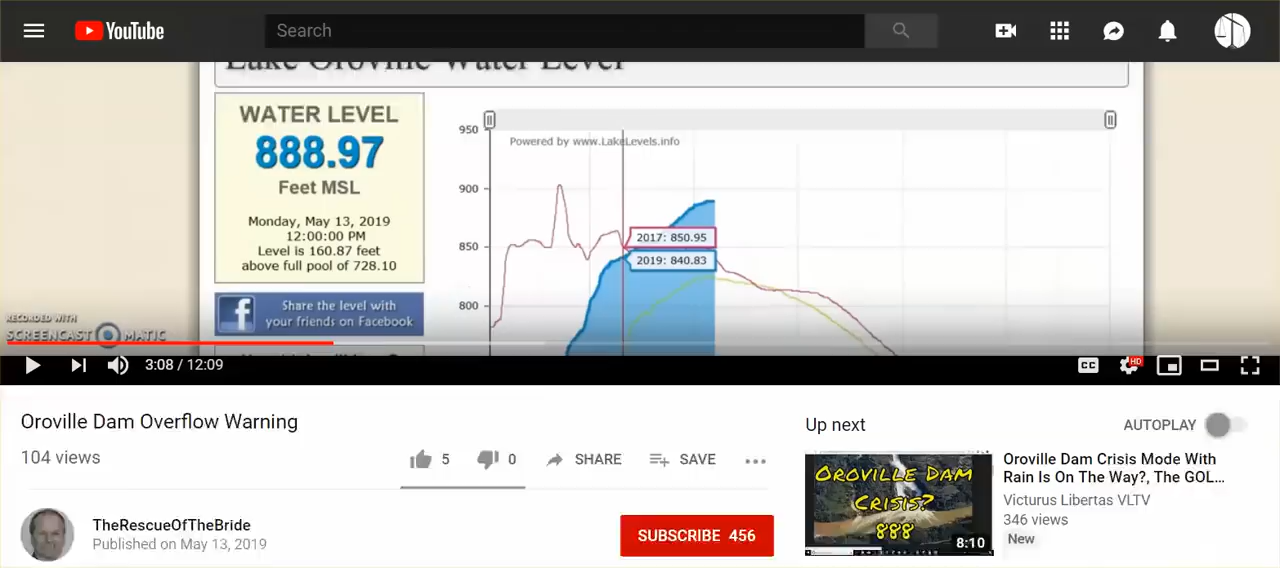 YouTube
Search
Lake Oroville Water Level
WATER LEVEL
888.97
Feet MSL
Monday, May 13, 2019
12:00:00 PM
Level is 160.87 feet
above full pool of 728.10
Share the level with
your friends on Facebook
950
900
850
800
Powered by www.LakeLevels.info
2017: 850.95
2019: 840.83
RECORDED WITH
SCREENCAST MATIC
3:08 / 12:09
CC
HD
Oroville Dam Overflow Warning
104 views
5
0
SHARE
SAVE
TheRescueOfTheBride
Published on May 13, 2019
SUBSCRIBE 456
Up next
AUTOPLAY
OROVILLE DAM
CRISIS?
888
8:10
Oroville Dam Crisis Mode With
Rain Is On The Way?, The GOL...
Victurus Libertas VLTV
346 views
New